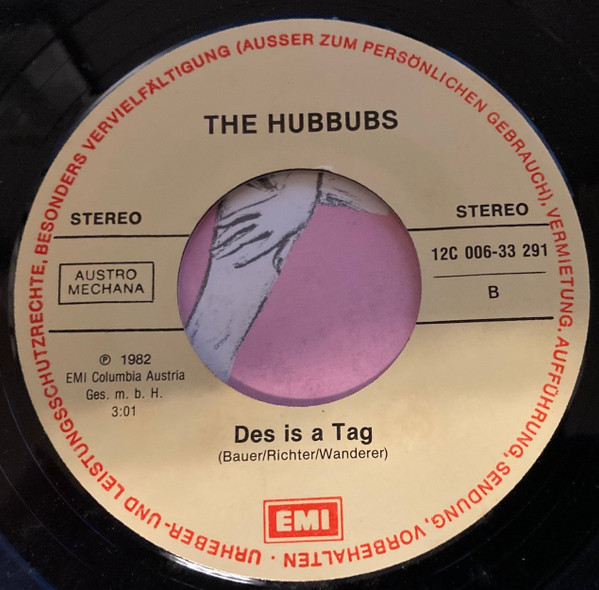 URHEBER- UND LEISTUNGSSCHUTZRECHTE, BESONDERS VERVIELFÄLTIGUNG (AUSSER ZUM PERSÖNLICHEN GEBRAUCH), VERMIETUNG, AUFFÜHRUNG, SENDUNG, VORBEHALTEN ·
THE HUBBUBS
STEREO
STEREO
AUSTRO
MECHANA
12C 006-33 291
B
℗ 1982
EMI Columbia Austria
Ges. m. b. H.
3:01
Des is a Tag
(Bauer/Richter/Wanderer)
EMI